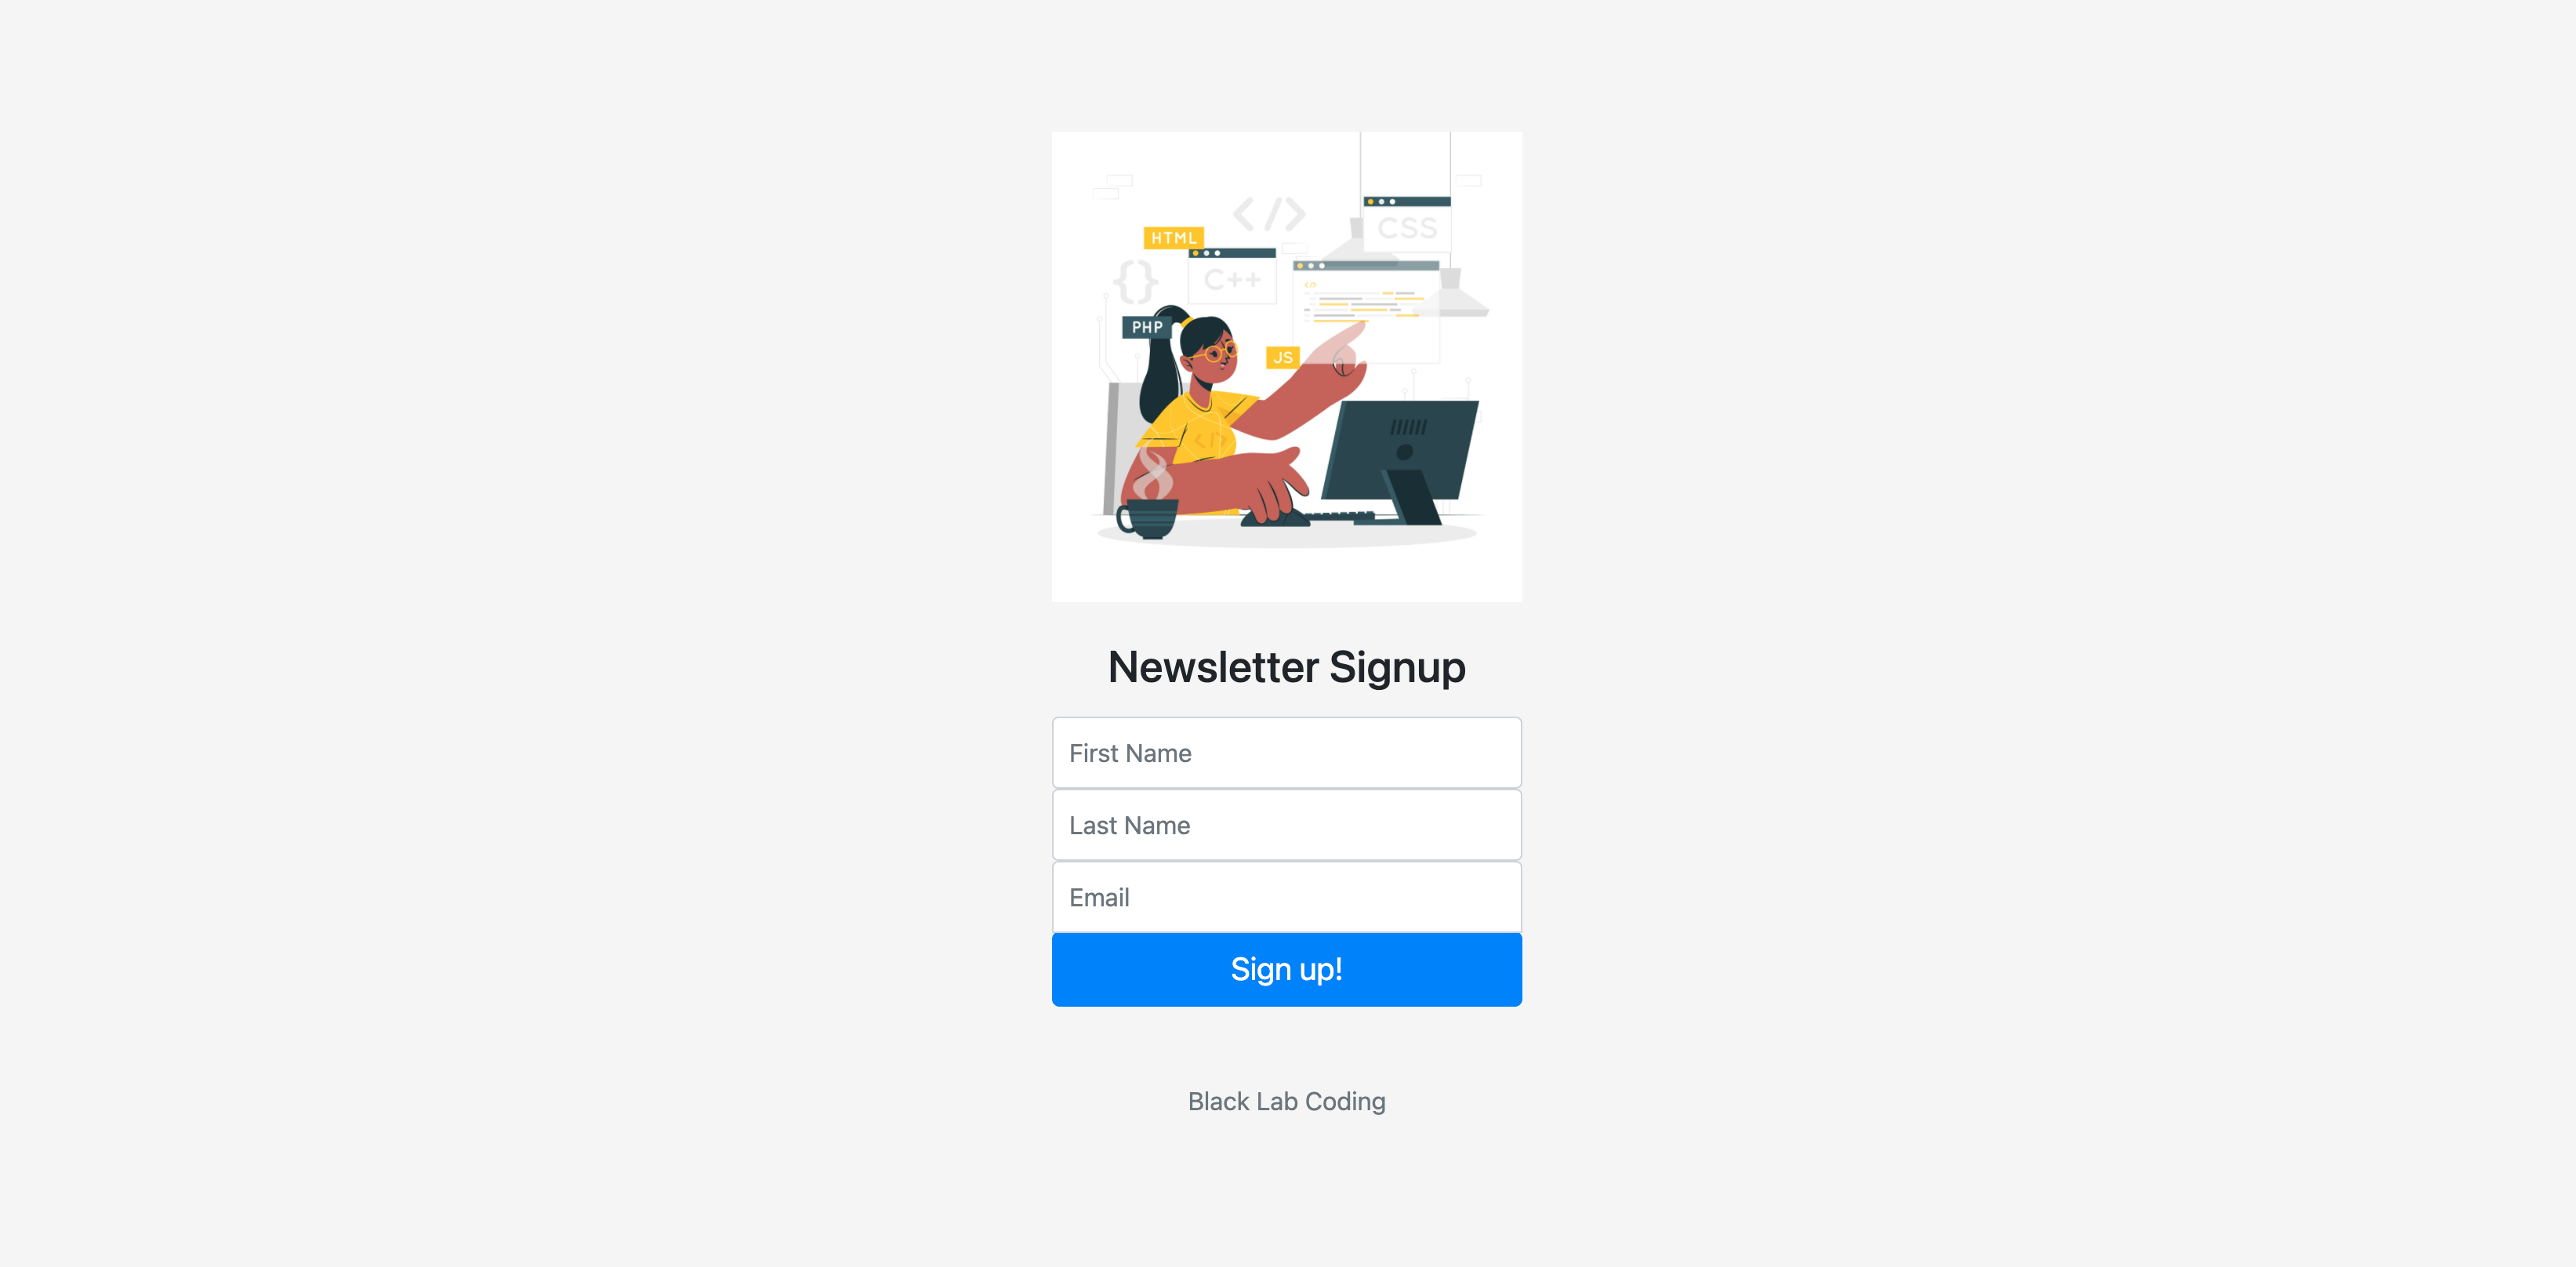 </>
CSS
HTML
C++
{}
</>
PHP
JS
</>
Newsletter Signup
First Name
Last Name
Email
Sign up!
Black Lab Coding